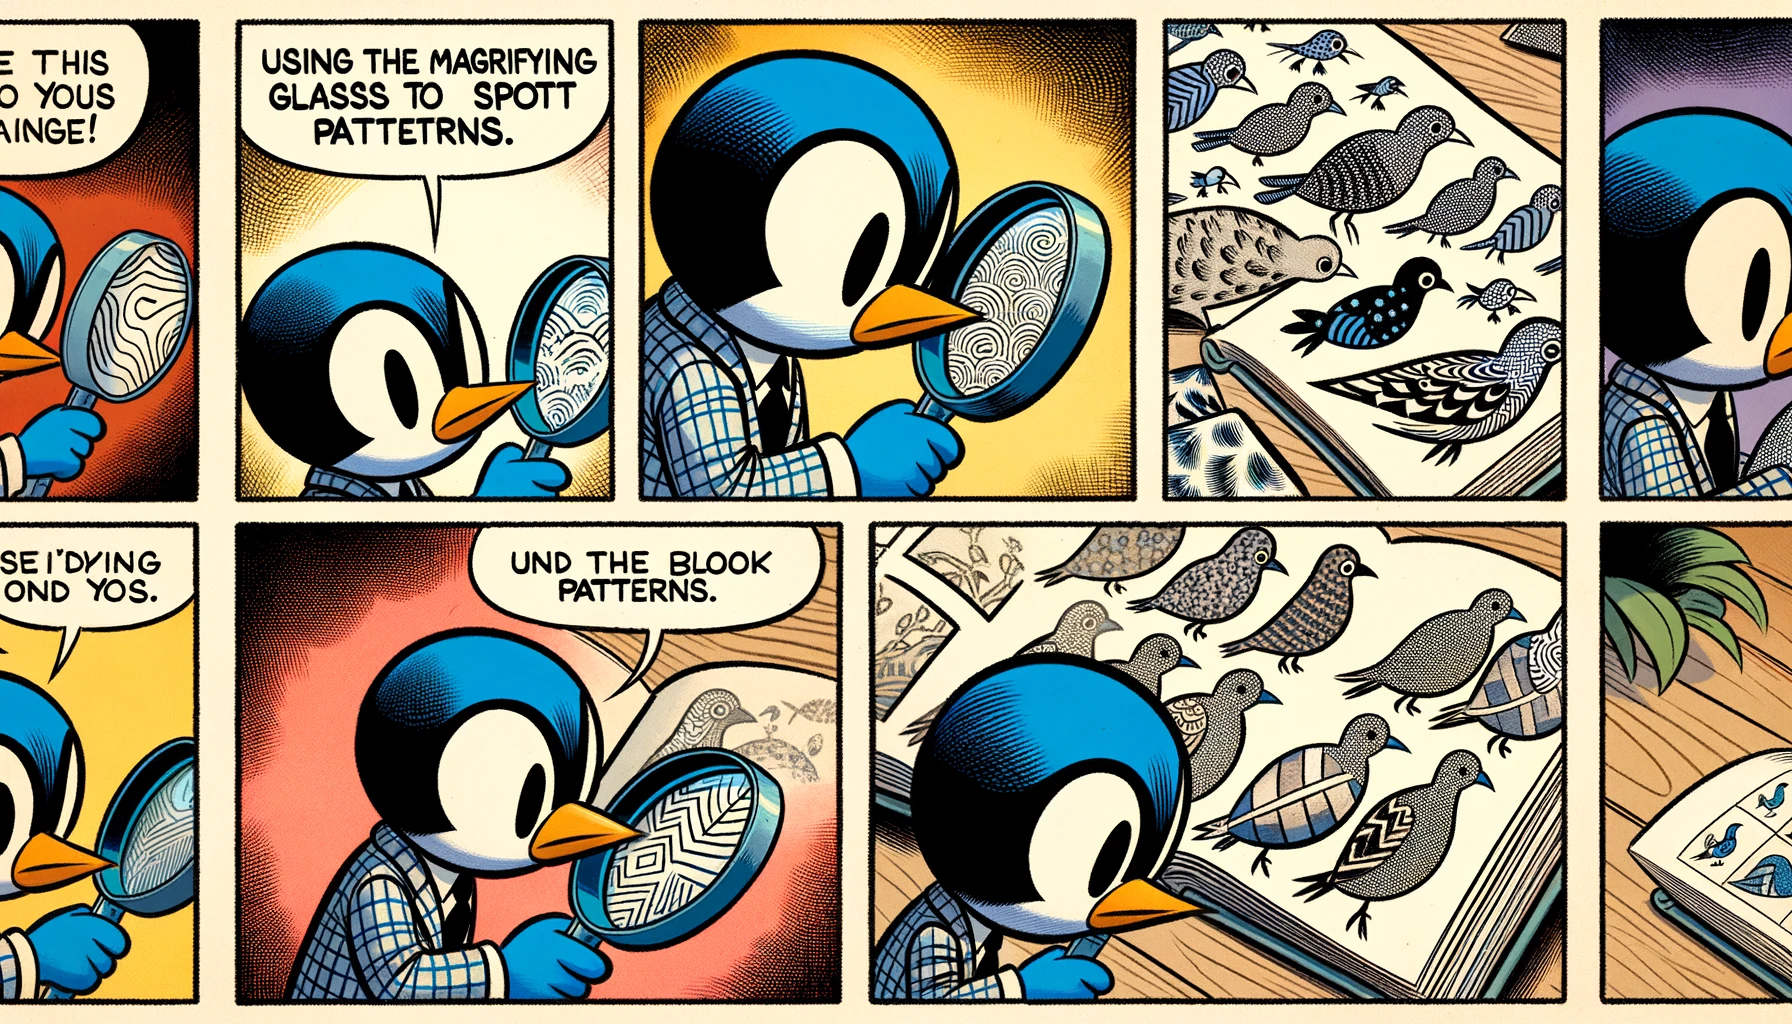 E THIS
O YOUS
AINGE!
USING THE MAGRIFYING
GLASSS TO SPOTT
PATTETRNS.
SE I'DYING
OND YOS.
UND THE BLOOK
PATTERNS.